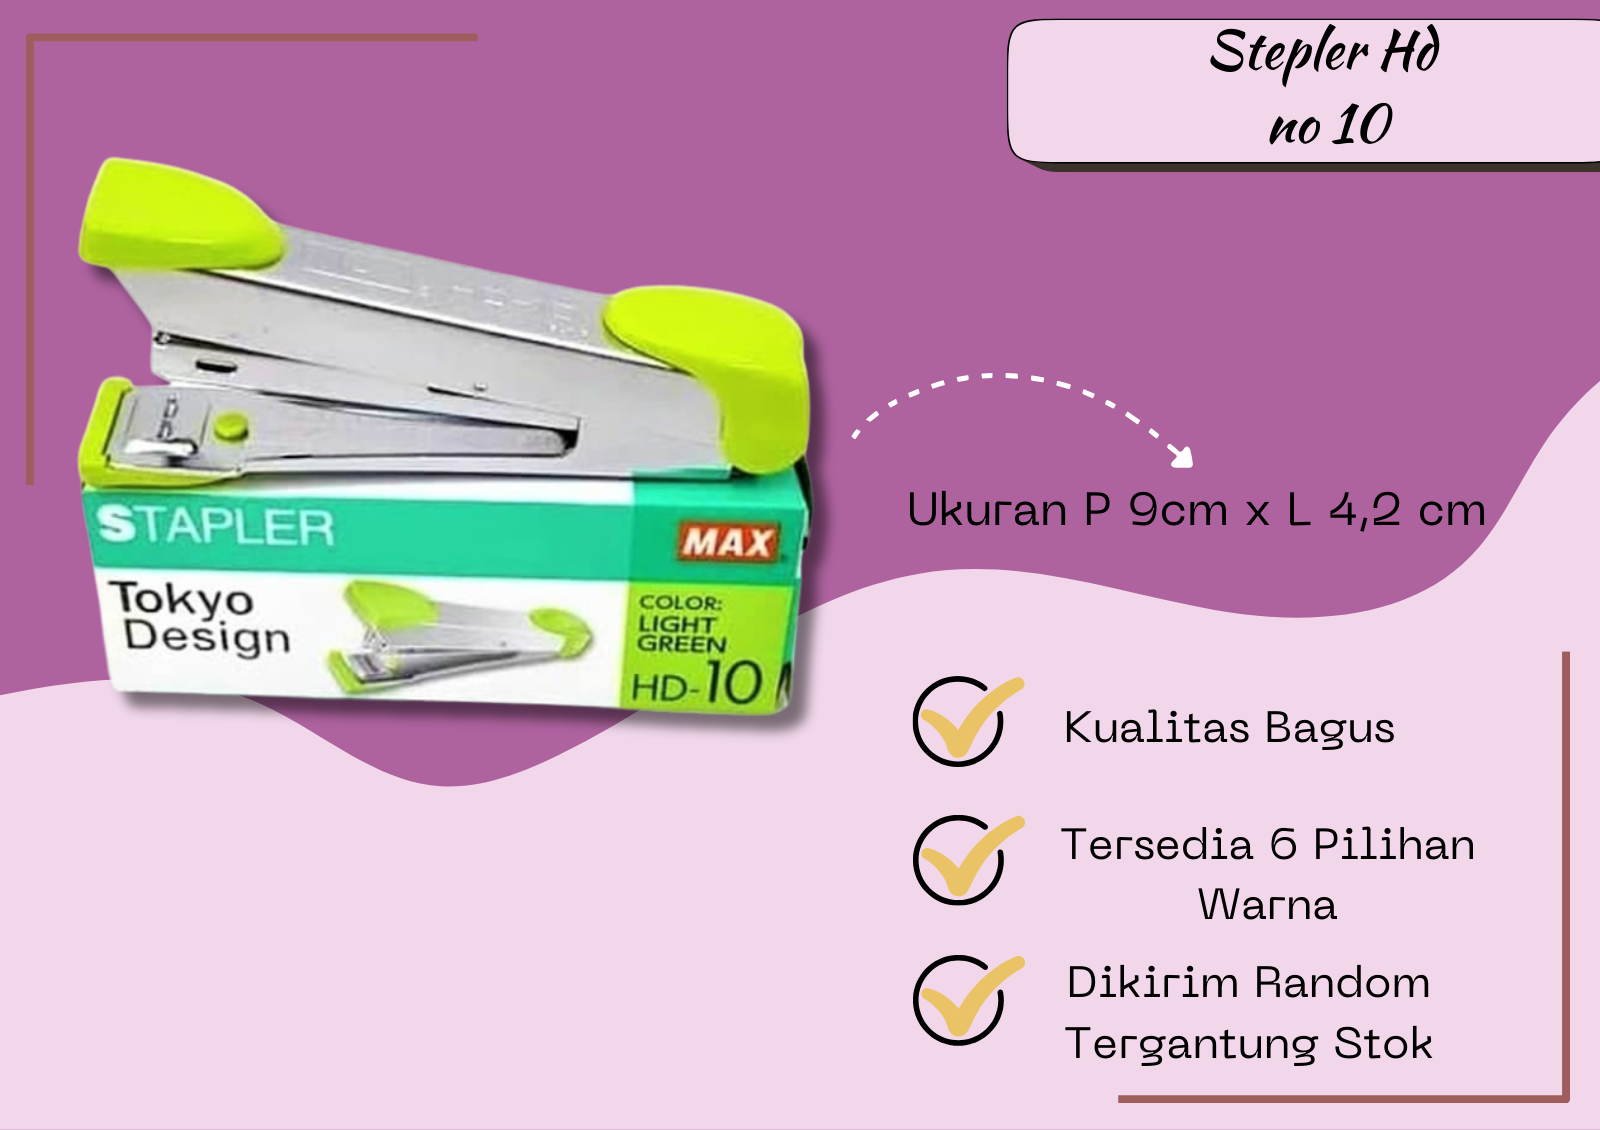 Stepler Hd
no 10
STAPLER
MAX
Tokyo
Design
COLOR:
LIGHT
GREEN
HD-10
Ukuran P 9cm x L 4,2 cm
Kualitas Bagus
Tersedia 6 Pilihan
Warna
Dikirim Random
Tergantung Stok